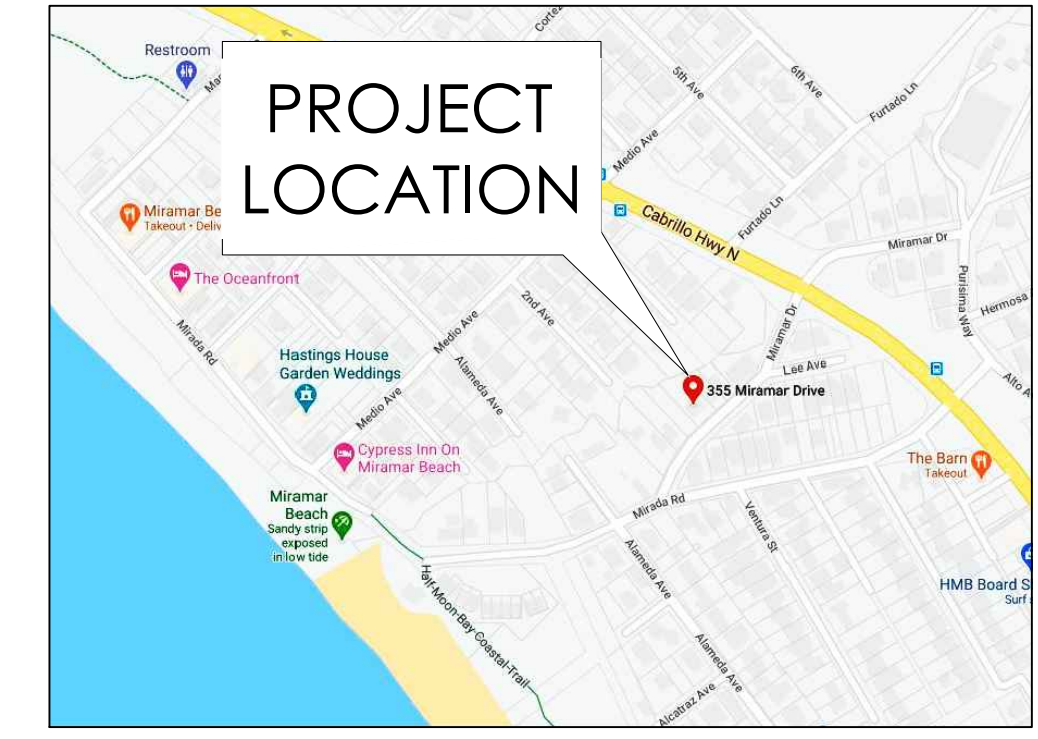 Restroom
Cortez
5th Ave
6th Ave
Furtado Ln
PROJECT
LOCATION
Medio Ave
Miramar Be
Takeout • Deliv
Cabrillo Hwy N
Furtado Ln
Miramar Dr
Purisima Way
Hermosa
The Oceanfront
2nd Ave
Mirada Rd
Medio Ave
Miramar Dr
Hastings House
Garden Weddings
Alameda Ave
Lee Ave
Alto A
355 Miramar Drive
Medio Ave
Cypress Inn On
Miramar Beach
The Barn
Takeout
Miramar
Beach
Sandy strip
exposed
in low tide
Mirada Rd
Ventura St
Alameda Ave
Half-Moon-Bay Coastal-Trail
HMB Board S
Surf
Alameda Ave
Alcatraz Ave